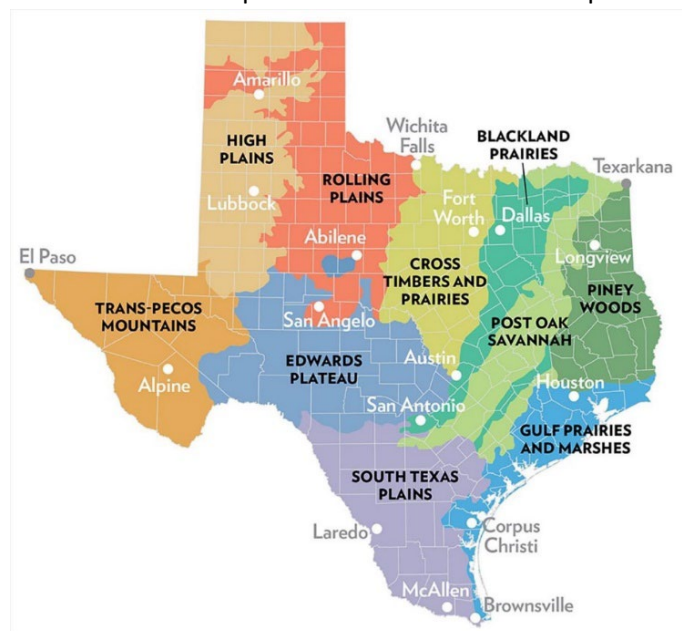 Amarillo
HIGH
PLAINS
Lubbock
ROLLING
PLAINS
Wichita
Falls
BLACKLAND
PRAIRIES
Texarkana
Fort
Worth
Dallas
Abilene
Longview
El Paso
CROSS
TIMBERS AND
PRAIRIES
PINEY
WOODS
TRANS-PECOS
MOUNTAINS
San Angelo
POST OAK
SAVANNAH
Alpine
EDWARDS
PLATEAU
Austin
Houston
San Antonio
GULF PRAIRIES
AND MARSHES
SOUTH TEXAS
PLAINS
Laredo
Corpus
Christi
McAllen
Brownsville